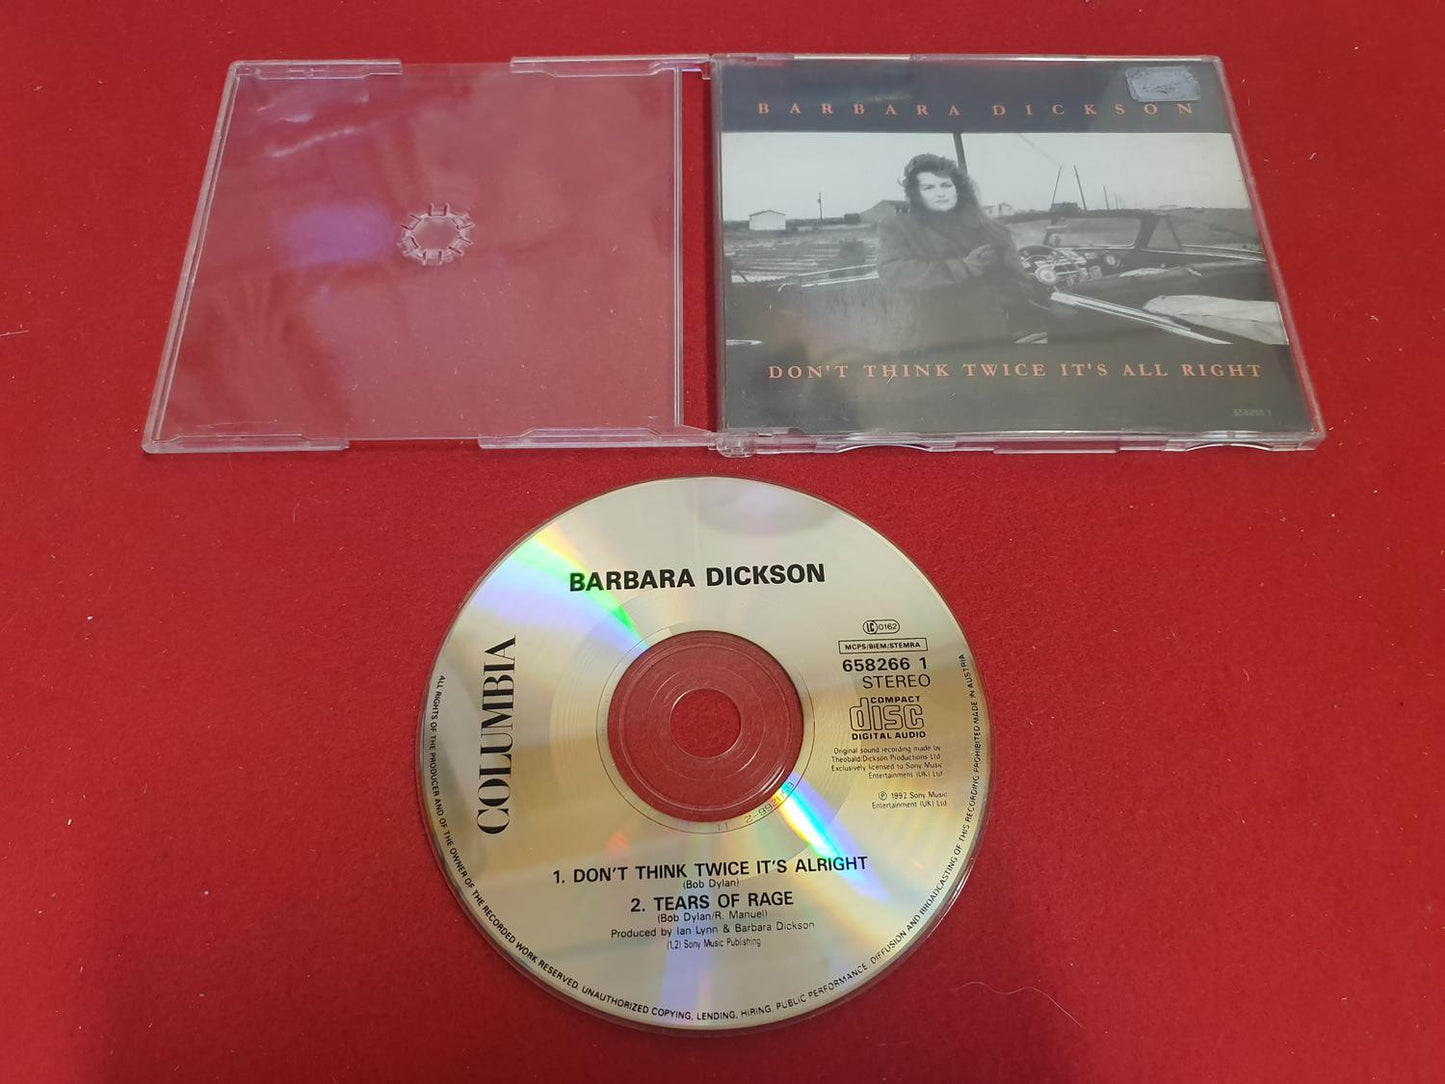 BARBARA DICKSON
DON'T THINK TWICE IT'S ALL RIGHT
658266 1
BARBARA DICKSON
COLUMBIA
LC 0162
MCPS/BIEM/STEMRA
658266 1
STEREO
COMPACT
disc
DIGITAL AUDIO
Original sound recording made by
Theobald Dickson Productions Ltd
Exclusively licensed to Sony Music
Entertainment (UK) Ltd
℗ 1992 Sony Music
Entertainment (UK) Ltd.
1. DON'T THINK TWICE IT'S ALRIGHT
(Bob Dylan)
2. TEARS OF RAGE
(Bob Dylan/R. Manuel)
Produced by Ian Lynn & Barbara Dickson
(1,2) Sony Music Publishing
ALL RIGHTS OF THE PRODUCER AND OF THE OWNER OF THE RECORDED WORK RESERVED. UNAUTHORIZED COPYING, LENDING, HIRING, PUBLIC PERFORMANCE, DIFFUSION AND BROADCASTING OF THIS RECORDING PROHIBITED MADE IN AUSTRIA